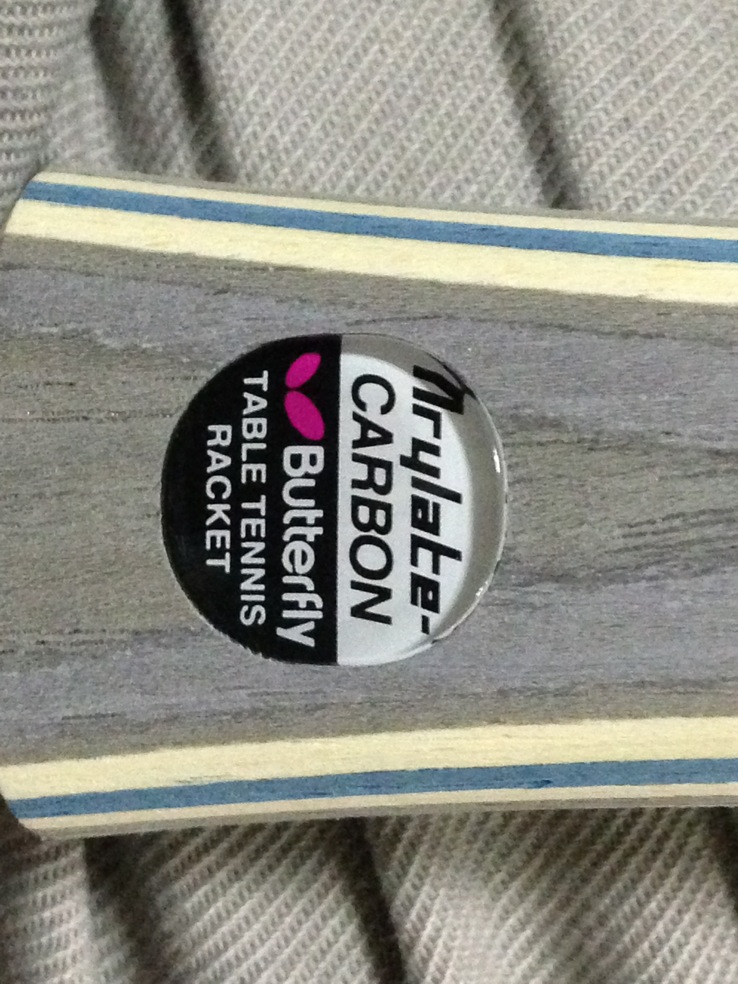 Arylate-
CARBON
Butterfly
TABLE TENNIS
RACKET